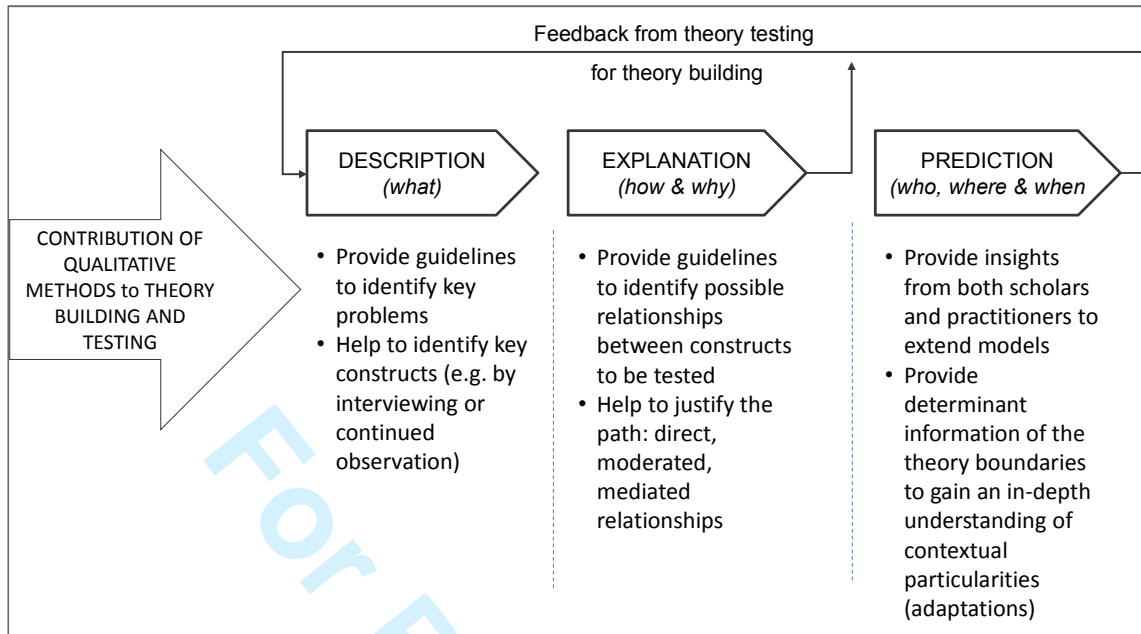 Feedback from theory testing
for theory building
DESCRIPTION
(what)
EXPLANATION
(how & why)
PREDICTION
(who, where & when
CONTRIBUTION OF
QUALITATIVE
METHODS to THEORY
BUILDING AND
TESTING
• Provide guidelines
to identify key
problems
• Help to identify key
constructs (e.g. by
interviewing or
continued
observation)
• Provide guidelines
to identify possible
relationships
between constructs
to be tested
• Help to justify the
path: direct,
moderated,
mediated
relationships
• Provide insights
from both scholars
and practitioners to
extend models
• Provide
determinant
information of the
theory boundaries
to gain an in-depth
understanding of
contextual
particularities
(adaptations)
For